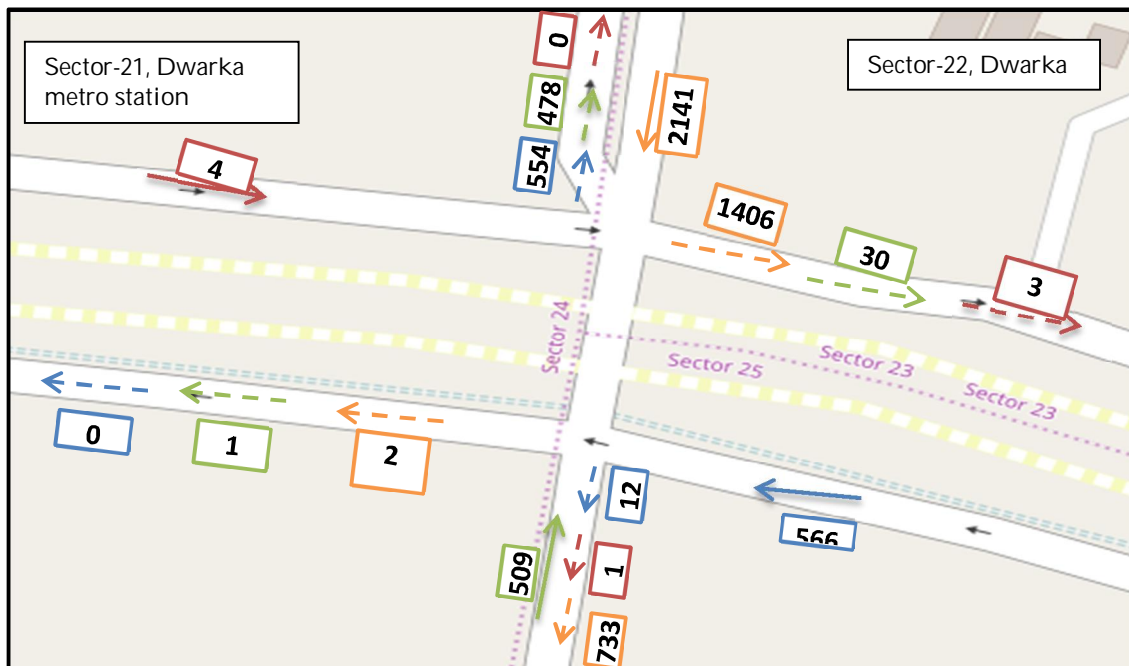 Sector-21, Dwarka
metro station
Sector-22, Dwarka
0
478
554
2141
4
1406
30
3
Sector 24
Sector 23
Sector 25
Sector 23
0
1
2
12
566
509
1
733